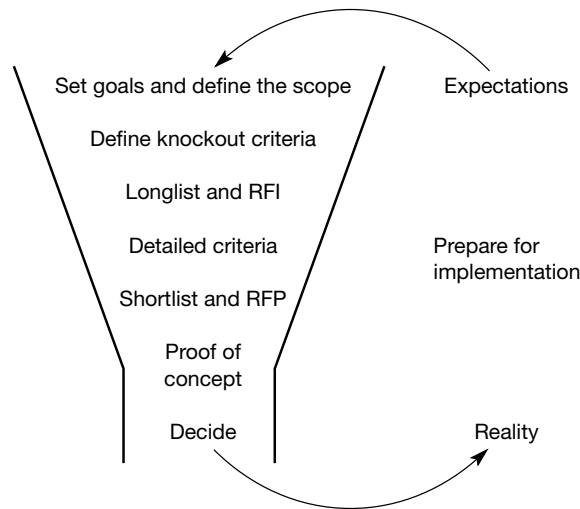 Set goals and define the scope
Expectations
Define knockout criteria
Longlist and RFI
Detailed criteria
Prepare for
implementation
Shortlist and RFP
Proof of
concept
Decide
Reality